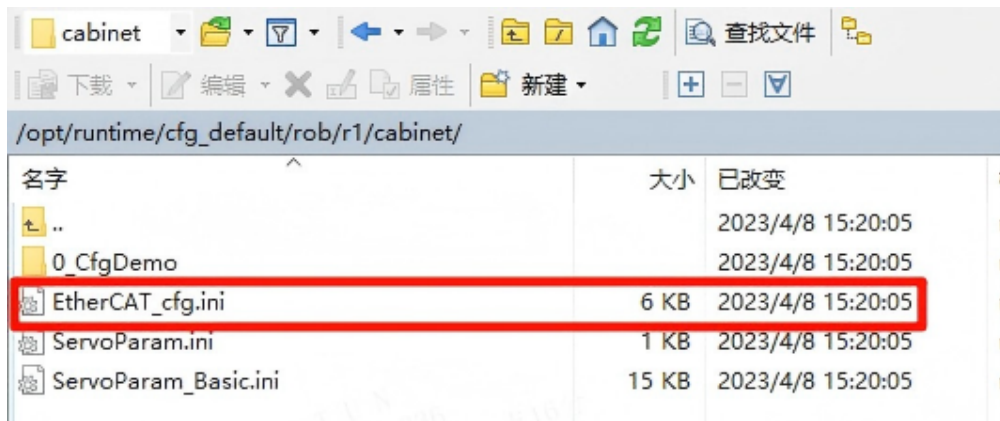 cabinet
查找文件
下载 编辑 属性 新建
/opt/runtime/cfg_default/rob/r1/cabinet/
名字 大小 已改变
.. 2023/4/8 15:20:05
0_CfgDemo 2023/4/8 15:20:05
EtherCAT_cfg.ini 6 KB 2023/4/8 15:20:05
ServoParam.ini 1 KB 2023/4/8 15:20:05
ServoParam_Basic.ini 15 KB 2023/4/8 15:20:05